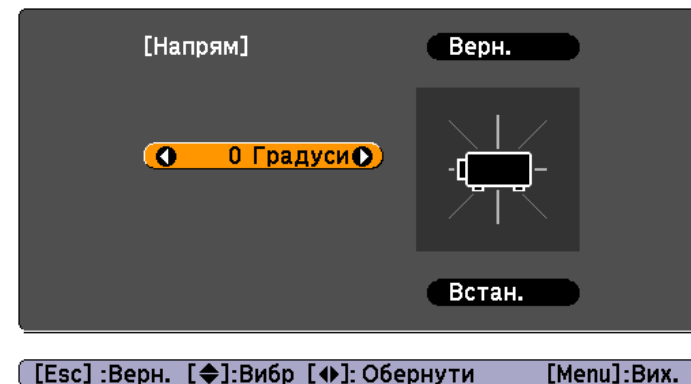 [Напрям] Верн.
0 Градуси
Встан.
[Esc] :Верн. [◆]:Вибр [◆]: Обернути [Menu]:Вих.